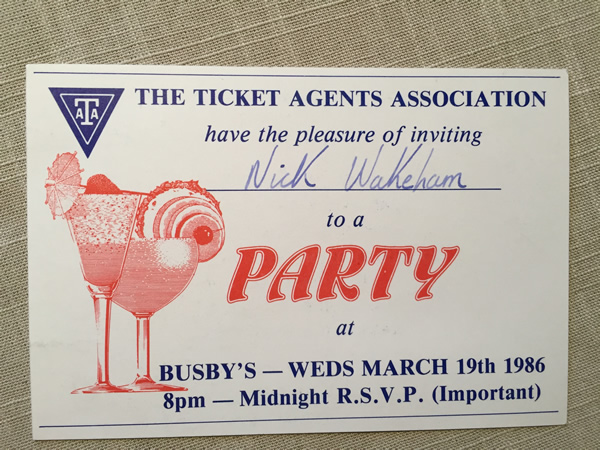 TAA
THE TICKET AGENTS ASSOCIATION
have the pleasure of inviting
Nick Wakeham
to a
PARTY
at
BUSBY'S — WEDS MARCH 19th 1986
8pm — Midnight R.S.V.P. (Important)